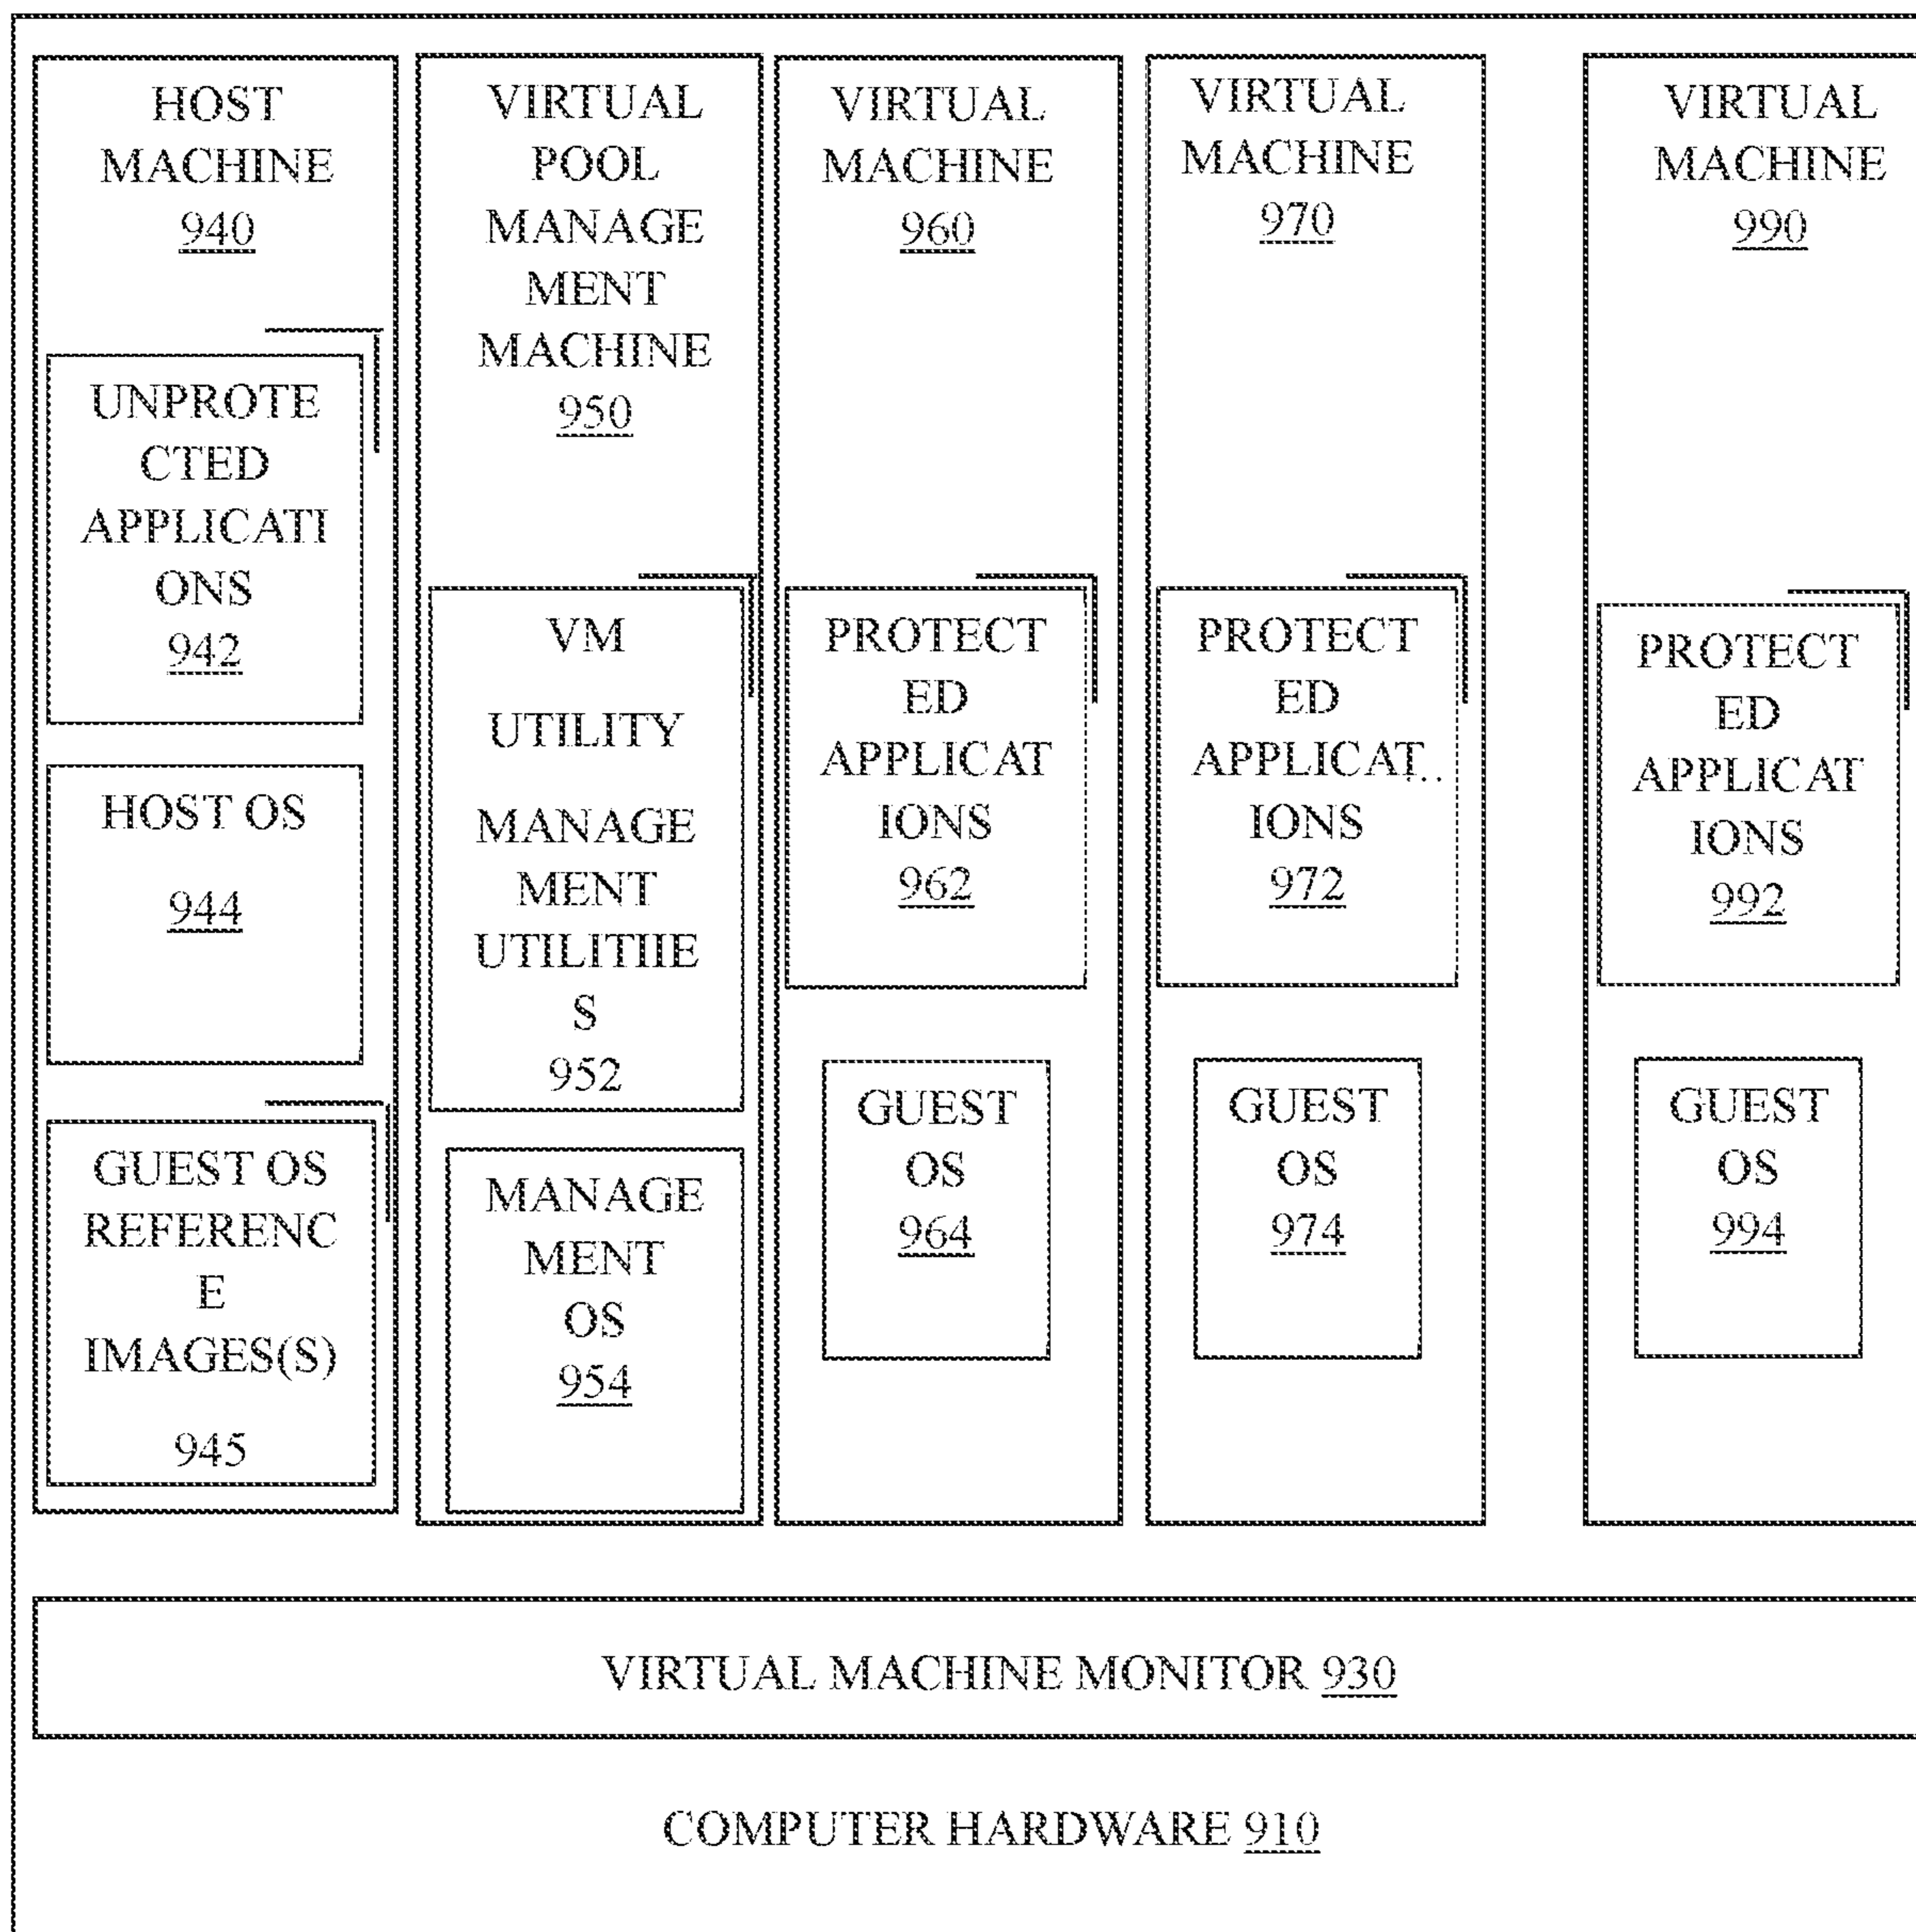 HOST
MACHINE
940
UNPROTE
CTED
APPLICATI
ONS
942
HOST OS
944
GUEST OS
REFERENC
E
IMAGES(S)
945
VIRTUAL
POOL
MANAGE
MENT
MACHINE
950
VM
UTILITY
MANAGE
MENT
UTILITIIE
S
952
MANAGE
MENT
OS
954
VIRTUAL
MACHINE
960
PROTECT
ED
APPLICAT
IONS
962
GUEST
OS
964
VIRTUAL
MACHINE
970
PROTECT
ED
APPLICAT...
IONS
972
GUEST
OS
974
VIRTUAL
MACHINE
990
PROTECT
ED
APPLICAT
IONS
992
GUEST
OS
994
VIRTUAL MACHINE MONITOR 930
COMPUTER HARDWARE 910